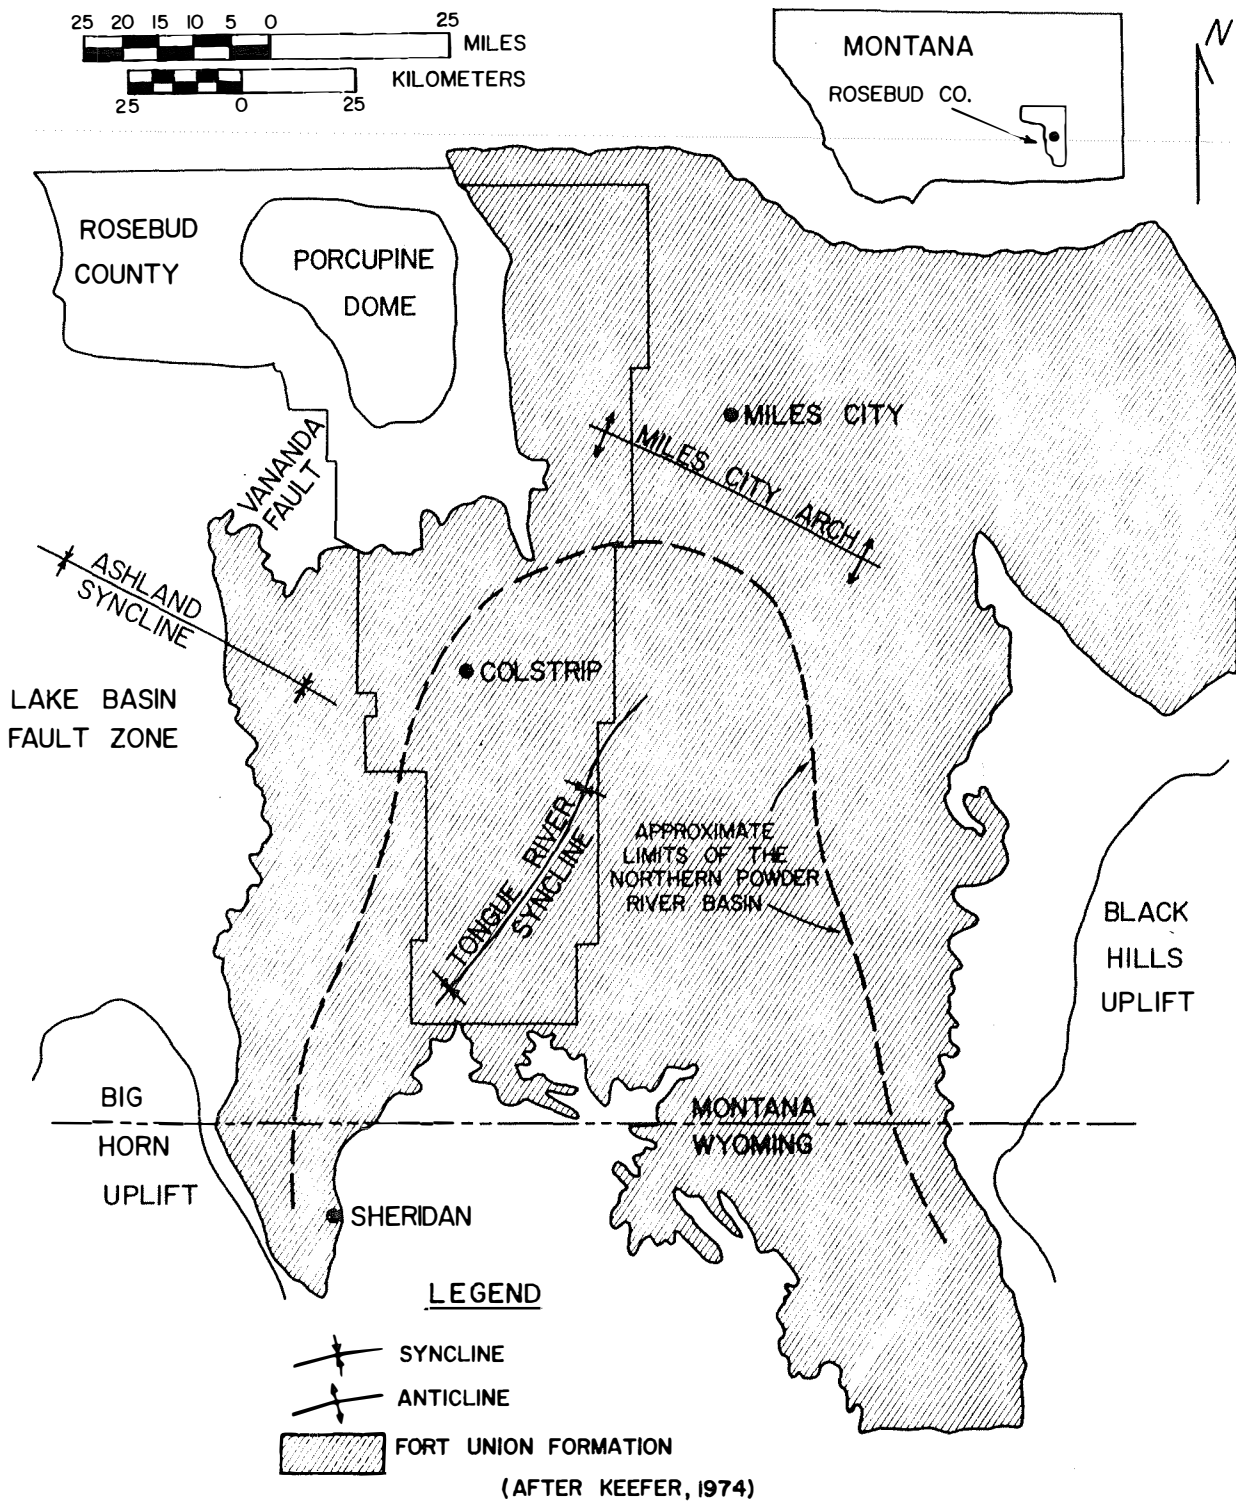 25 20 15 10 5 0 25
MILES
KILOMETERS
25 0 25
MONTANA
ROSEBUD CO.
N
ROSEBUD
COUNTY
PORCUPINE
DOME
MILES CITY
MILES CITY ARCH
VANANDA
FAULT
ASHLAND
SYNCLINE
COLSTRIP
LAKE BASIN
FAULT ZONE
TONGUE RIVER
SYNCLINE
APPROXIMATE
LIMITS OF THE
NORTHERN POWDER
RIVER BASIN
BLACK
HILLS
UPLIFT
BIG
HORN
UPLIFT
MONTANA
WYOMING
SHERIDAN
LEGEND
SYNCLINE
ANTICLINE
FORT UNION FORMATION
(AFTER KEEFER, 1974)